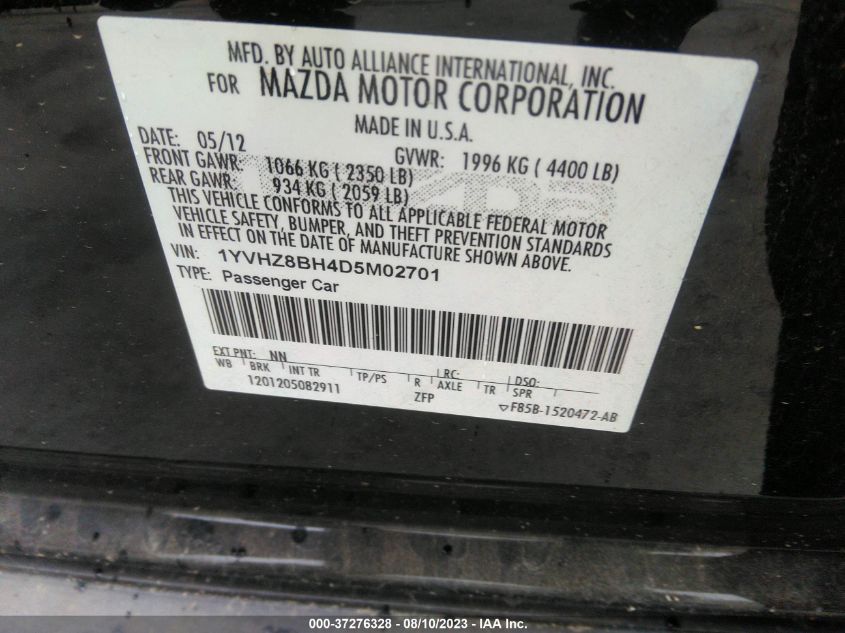 MFD. BY AUTO ALLIANCE INTERNATIONAL, INC.
FOR MAZDA MOTOR CORPORATION
MADE IN U.S.A.
DATE: 05/12 GVWR: 1996 KG ( 4400 LB)
FRONT GAWR: 1066 KG ( 2350 LB)
REAR GAWR: 934 KG ( 2059 LB)
THIS VEHICLE CONFORMS TO ALL APPLICABLE FEDERAL MOTOR
VEHICLE SAFETY, BUMPER, AND THEFT PREVENTION STANDARDS
IN EFFECT ON THE DATE OF MANUFACTURE SHOWN ABOVE.
VIN: 1YVHZ8BH4D5M02701
TYPE: Passenger Car
EXT PNT: NN RC: DSO:
WB BRK INT TR TP/PS R AXLE TR SPR
1201205082911 ZFP F85B-1520472-AB
000-37276328 - 08/10/2023 - IAA Inc.